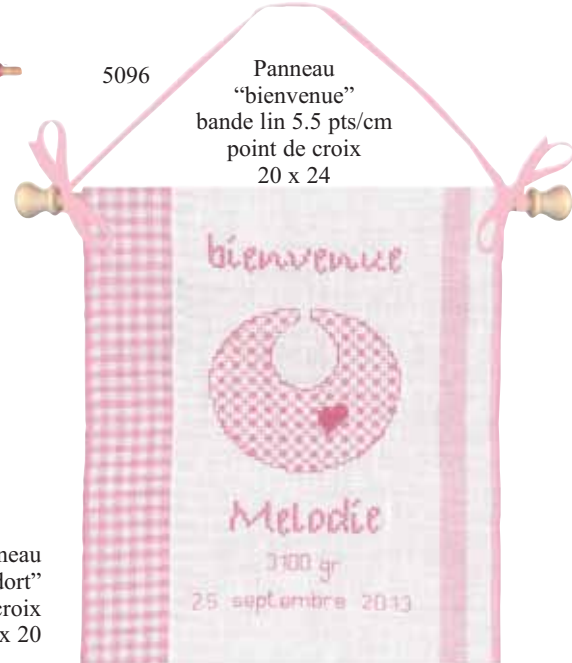 5096
Panneau
“bienvenue”
bande lin 5.5 pts/cm
point de croix
20 x 24
bienvenue
Melodie
3100 gr
25 septembre 2013
neau
dort”
croix
x 20